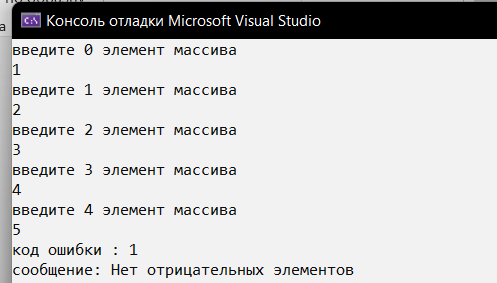 Консоль отладки Microsoft Visual Studio
введите 0 элемент массива
1
введите 1 элемент массива
2
введите 2 элемент массива
3
введите 3 элемент массива
4
введите 4 элемент массива
5
код ошибки : 1
сообщение: Нет отрицательных элементов